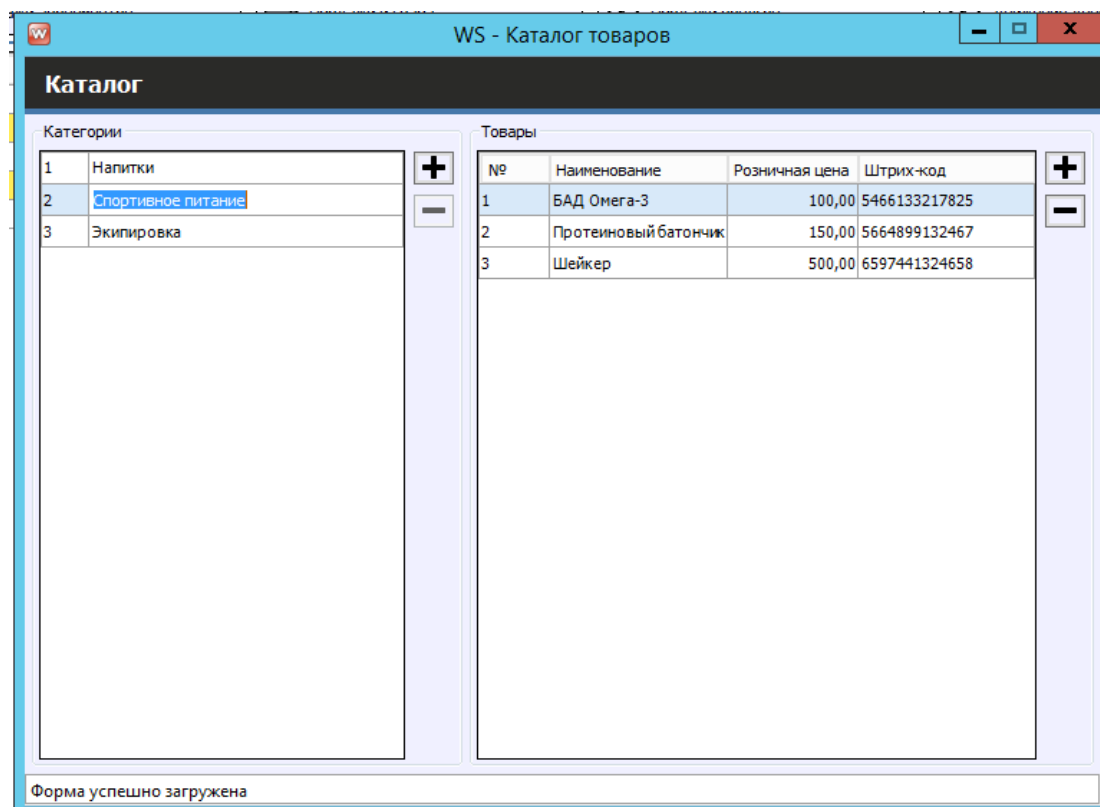 WS - Каталог товаров
Каталог
Категории
1 Напитки
2 Спортивное питание
3 Экипировка
Товары
№ Наименование Розничная цена Штрих-код
1 БАД Омега-3 100,00 5466133217825
2 Протеиновый батончик 150,00 5664899132467
3 Шейкер 500,00 6597441324658
Форма успешно загружена